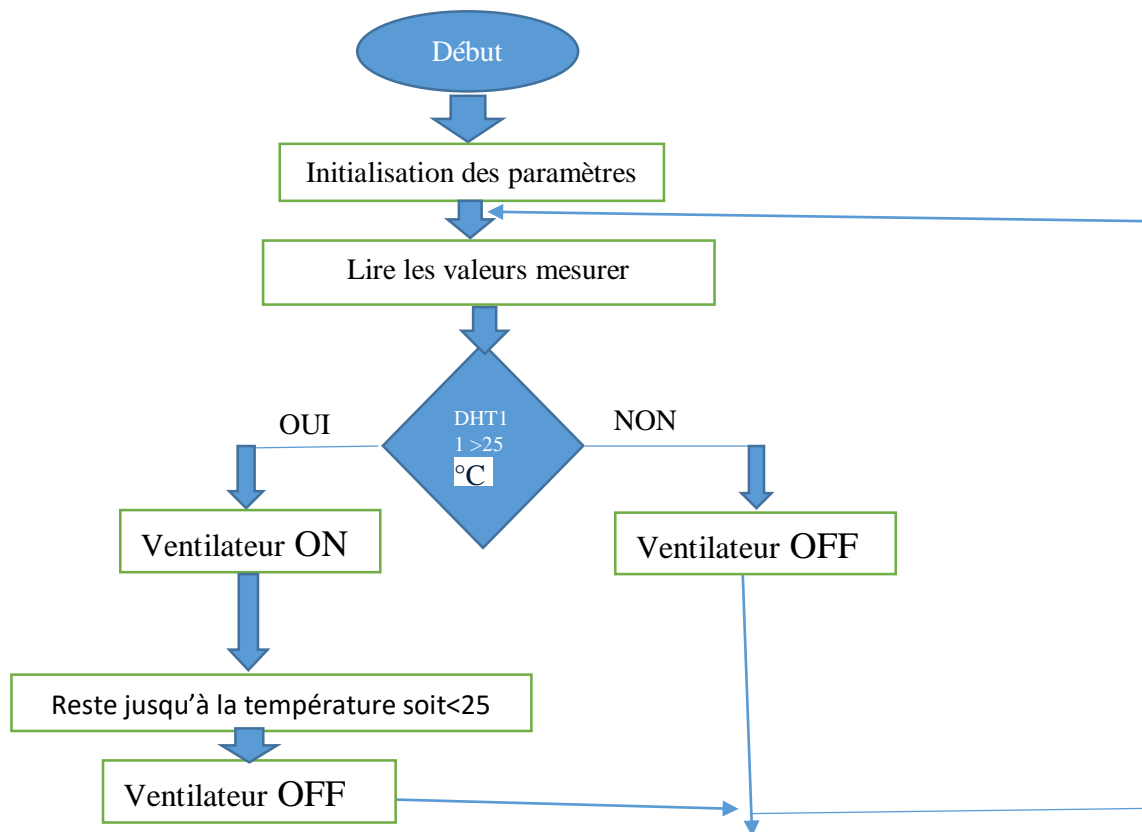 Début
Initialisation des paramètres
Lire les valeurs mesurer
OUI
NON
DHT1
1 >25
°C
Ventilateur ON
Ventilateur OFF
Reste jusqu'à la température soit<25
Ventilateur OFF